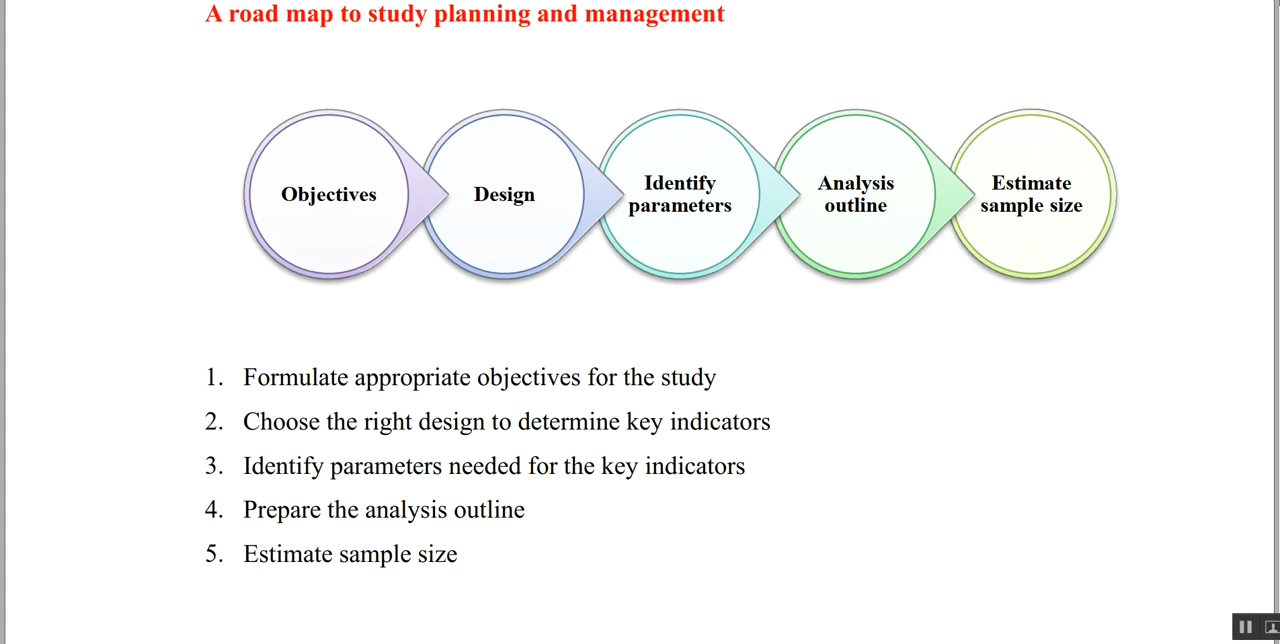 A road map to study planning and management
Objectives
Design
Identify
parameters
Analysis
outline
Estimate
sample size
1. Formulate appropriate objectives for the study
2. Choose the right design to determine key indicators
3. Identify parameters needed for the key indicators
4. Prepare the analysis outline
5. Estimate sample size